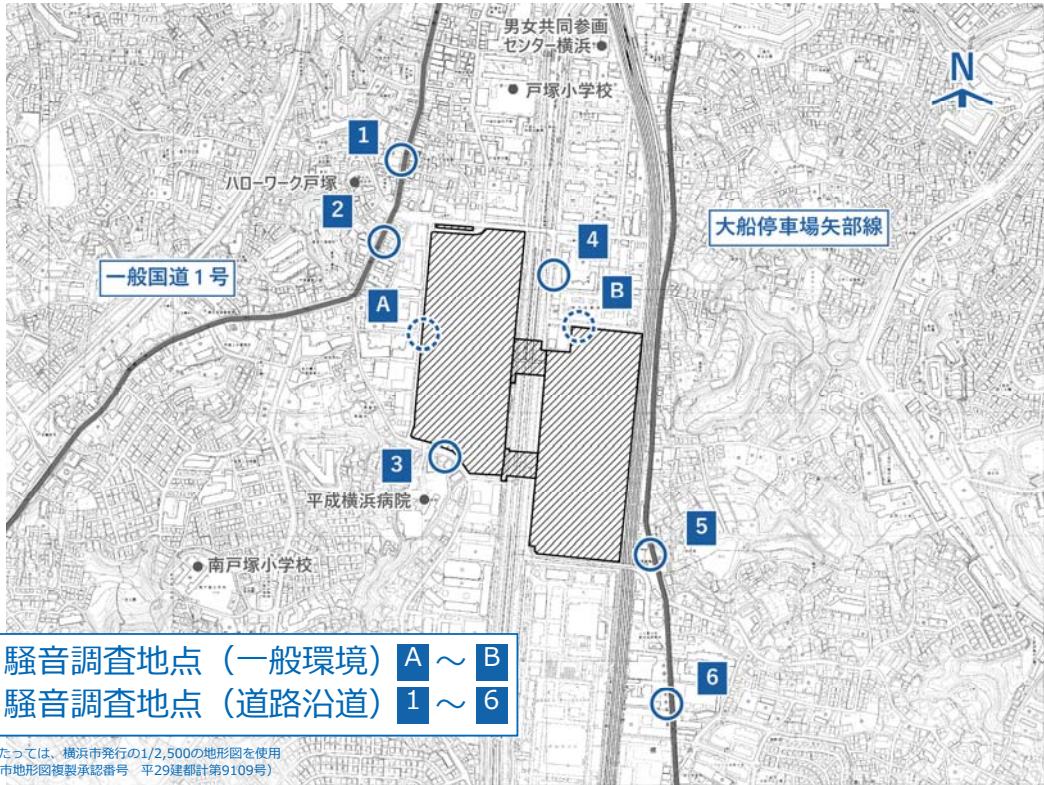 男女共同参画
センター横浜
戸塚小学校
N
1
ハローワーク戸塚
2
大船停車場矢部線
4
一般国道1号
A
B
3
平成横浜病院
5
南戸塚小学校
6
騒音調査地点（一般環境）A～B
騒音調査地点（道路沿道）1～6
たっては、横浜市発行の1/2,500の地形図を使用
市地形図複製承認番号　平29建都計第9109号）